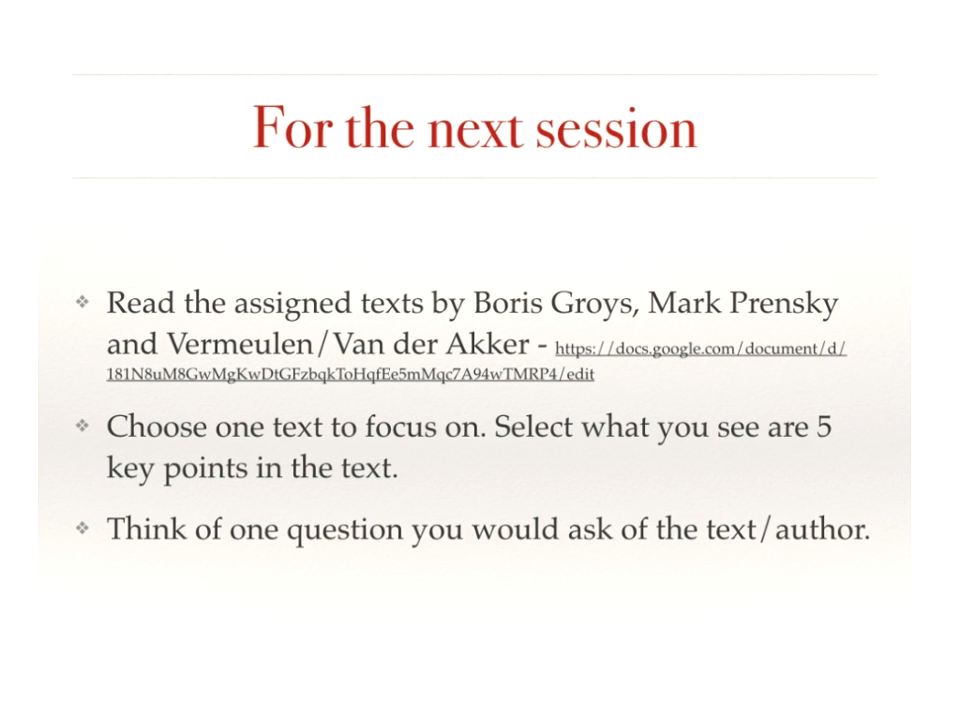 For the next session
❖ Read the assigned texts by Boris Groys, Mark Prensky
and Vermeulen/Van der Akker - https://docs.google.com/document/d/
181N8uM8GwMgKwDtGFzbqkToHqfEe5mMqc7A94wTMRP4/edit
❖ Choose one text to focus on. Select what you see are 5
key points in the text.
❖ Think of one question you would ask of the text/author.